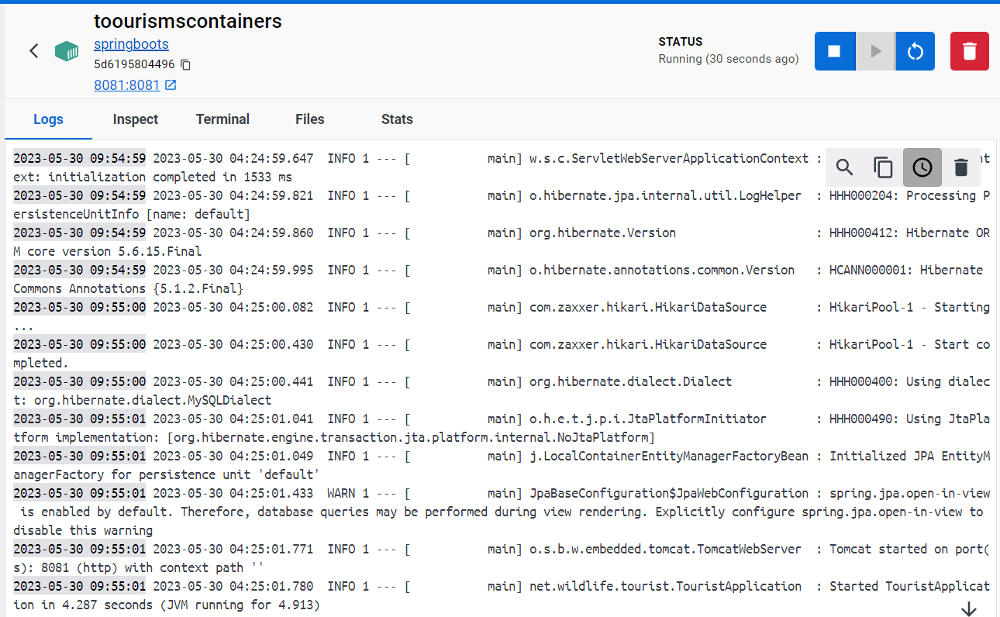 toourismscontainers
springboots
5d6195804496
8081:8081
STATUS
Running (30 seconds ago)
Logs
Inspect
Terminal
Files
Stats
2023-05-30 09:54:59 2023-05-30 04:24:59.647  INFO 1 --- [           main] w.s.c.ServletWebServerApplicationContext : nt
ext: initialization completed in 1533 ms
2023-05-30 09:54:59 2023-05-30 04:24:59.821  INFO 1 --- [           main] o.hibernate.jpa.internal.util.LogHelper  : HHH000204: Processing P
ersistenceUnitInfo [name: default]
2023-05-30 09:54:59 2023-05-30 04:24:59.860  INFO 1 --- [           main] org.hibernate.Version                    : HHH000412: Hibernate OR
M core version 5.6.15.Final
2023-05-30 09:54:59 2023-05-30 04:24:59.995  INFO 1 --- [           main] o.hibernate.annotations.common.Version   : HCANN000001: Hibernate
Commons Annotations {5.1.2.Final}
2023-05-30 09:55:00 2023-05-30 04:25:00.082  INFO 1 --- [           main] com.zaxxer.hikari.HikariDataSource       : HikariPool-1 - Starting
...
2023-05-30 09:55:00 2023-05-30 04:25:00.430  INFO 1 --- [           main] com.zaxxer.hikari.HikariDataSource       : HikariPool-1 - Start co
mpleted.
2023-05-30 09:55:00 2023-05-30 04:25:00.441  INFO 1 --- [           main] org.hibernate.dialect.Dialect            : HHH000400: Using dialec
t: org.hibernate.dialect.MySQLDialect
2023-05-30 09:55:01 2023-05-30 04:25:01.041  INFO 1 --- [           main] o.h.e.t.j.p.i.JtaPlatformInitiator       : HHH000490: Using JtaPla
tform implementation: [org.hibernate.engine.transaction.jta.platform.internal.NoJtaPlatform]
2023-05-30 09:55:01 2023-05-30 04:25:01.049  INFO 1 --- [           main] j.LocalContainerEntityManagerFactoryBean : Initialized JPA EntityM
anagerFactory for persistence unit 'default'
2023-05-30 09:55:01 2023-05-30 04:25:01.433  WARN 1 --- [           main] JpaBaseConfiguration$JpaWebConfiguration : spring.jpa.open-in-view
 is enabled by default. Therefore, database queries may be performed during view rendering. Explicitly configure spring.jpa.open-in-view to
disable this warning
2023-05-30 09:55:01 2023-05-30 04:25:01.771  INFO 1 --- [           main] o.s.b.w.embedded.tomcat.TomcatWebServer  : Tomcat started on port(
s): 8081 (http) with context path ''
2023-05-30 09:55:01 2023-05-30 04:25:01.780  INFO 1 --- [           main] net.wildlife.tourist.TouristApplication  : Started TouristApplicat
ion in 4.287 seconds (JVM running for 4.913)